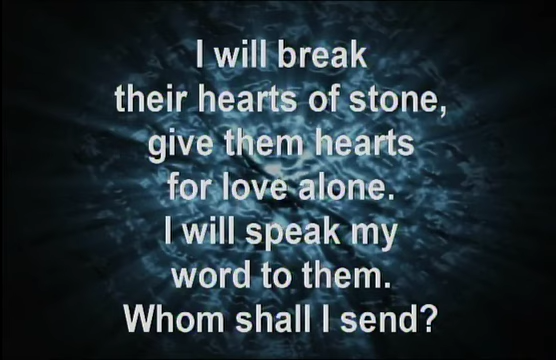 I will break
their hearts of stone,
give them hearts
for love alone.
I will speak my
word to them.
Whom shall I send?